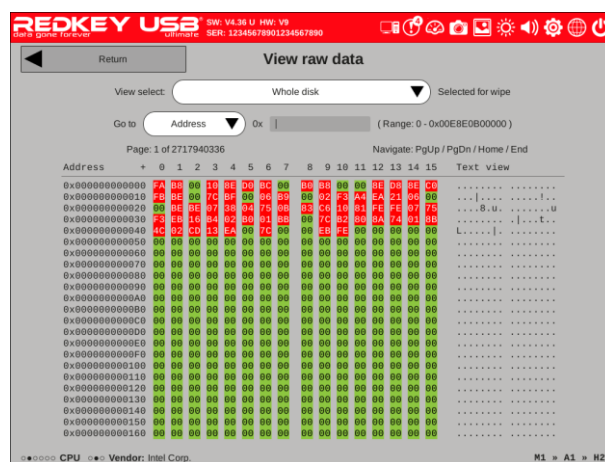 REDKEY USB
data gone forever
ultimate
SW: V4.36 U HW: V9
SER: 12345678901234567890
Return
View raw data
View select:
Whole disk
Selected for wipe
Go to
Address
0x
( Range: 0 - 0x00E8E0B00000 )
Page: 1 of 2717940336
Navigate: PgUp / PgDn / Home / End
Address + 0 1 2 3 4 5 6 7 8 9 10 11 12 13 14 15 Text view
0x000000000000 FA B8 00 10 8E D0 BC 00 B0 B8 00 00 8E D8 8E C0 ........ ........
0x000000000010 FB BE 00 7C BF 00 06 B9 00 02 F3 A4 EA 21 06 00 ...|.... .....!..
0x000000000020 00 BE BE 07 38 04 75 0B 83 C6 10 81 FE FE 07 75 ....8.u. .......u
0x000000000030 F3 EB 16 B4 02 B0 01 BB 00 7C B2 80 8A 74 01 8B ........ .|...t..
0x000000000040 4C 02 CD 13 EA 00 7C 00 00 EB FE 00 00 00 00 00 L.....|. ........
0x000000000050 00 00 00 00 00 00 00 00 00 00 00 00 00 00 00 00 ........ ........
0x000000000060 00 00 00 00 00 00 00 00 00 00 00 00 00 00 00 00 ........ ........
0x000000000070 00 00 00 00 00 00 00 00 00 00 00 00 00 00 00 00 ........ ........
0x000000000080 00 00 00 00 00 00 00 00 00 00 00 00 00 00 00 00 ........ ........
0x000000000090 00 00 00 00 00 00 00 00 00 00 00 00 00 00 00 00 ........ ........
0x0000000000A0 00 00 00 00 00 00 00 00 00 00 00 00 00 00 00 00 ........ ........
0x0000000000B0 00 00 00 00 00 00 00 00 00 00 00 00 00 00 00 00 ........ ........
0x0000000000C0 00 00 00 00 00 00 00 00 00 00 00 00 00 00 00 00 ........ ........
0x0000000000D0 00 00 00 00 00 00 00 00 00 00 00 00 00 00 00 00 ........ ........
0x0000000000E0 00 00 00 00 00 00 00 00 00 00 00 00 00 00 00 00 ........ ........
0x0000000000F0 00 00 00 00 00 00 00 00 00 00 00 00 00 00 00 00 ........ ........
0x000000000100 00 00 00 00 00 00 00 00 00 00 00 00 00 00 00 00 ........ ........
0x000000000110 00 00 00 00 00 00 00 00 00 00 00 00 00 00 00 00 ........ ........
0x000000000120 00 00 00 00 00 00 00 00 00 00 00 00 00 00 00 00 ........ ........
0x000000000130 00 00 00 00 00 00 00 00 00 00 00 00 00 00 00 00 ........ ........
0x000000000140 00 00 00 00 00 00 00 00 00 00 00 00 00 00 00 00 ........ ........
0x000000000150 00 00 00 00 00 00 00 00 00 00 00 00 00 00 00 00 ........ ........
0x000000000160 00 00 00 00 00 00 00 00 00 00 00 00 00 00 00 00 ........ ........
CPU Vendor: Intel Corp.
M1 » A1 » H2